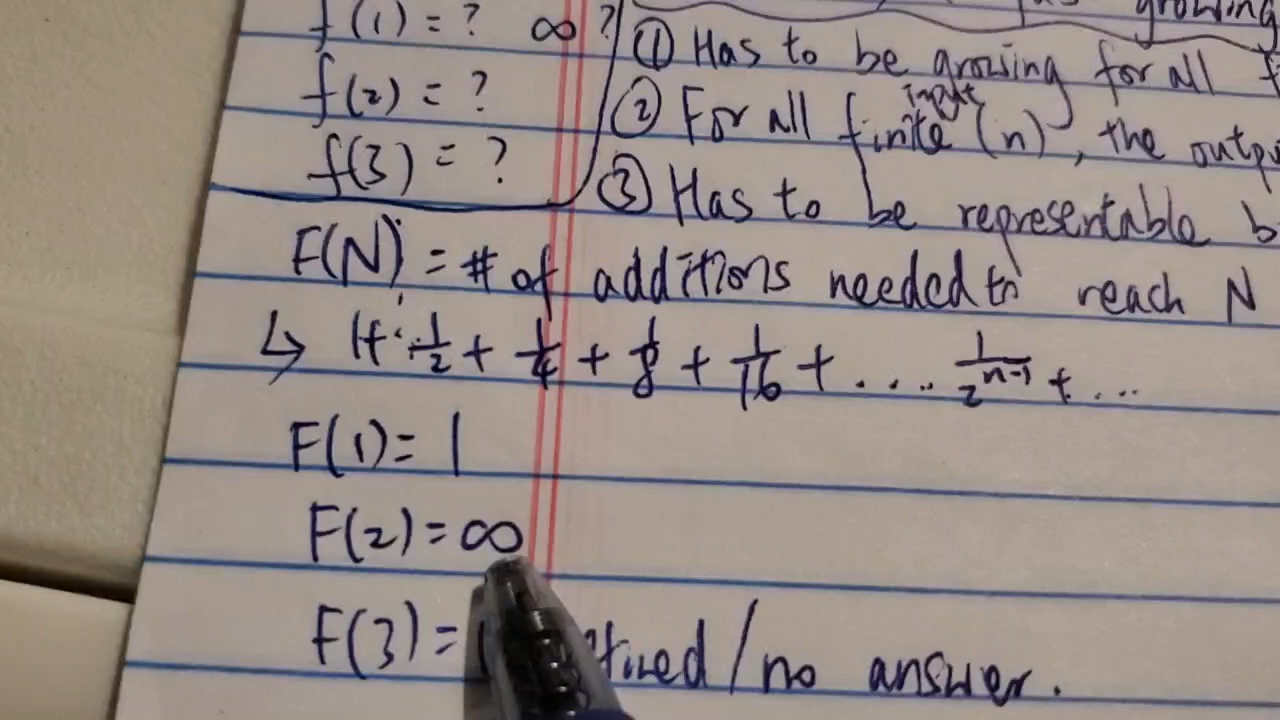 f(1) = ? ∞ ?
f(2) = ?
f(3) = ?
growing
① Has to be growing for all
② For all finite input (n), the outp
③ Has to be representable b
F(N) = # of additions needed to reach N
↳ 1 + 1/2 + 1/4 + 1/8 + 1/16 + .... 1/2^(n-1) + ...
F(1) = 1
F(2) = ∞
F(3) = / no answer.